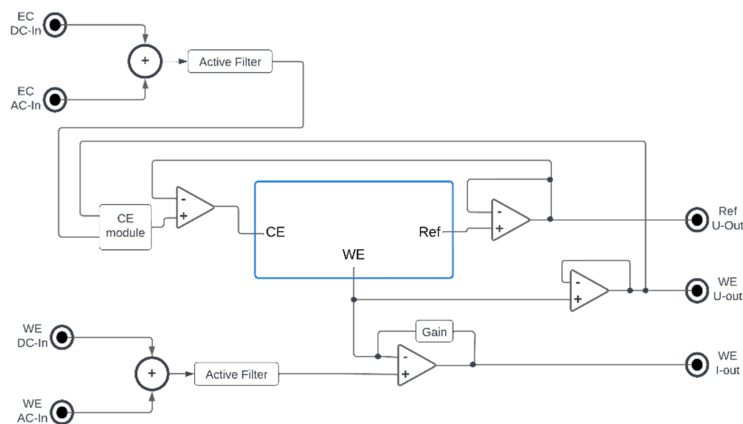 EC
DC-In
+
Active Filter
EC
AC-In
-
+
CE
module
CE
WE
Ref
-
+
Ref
U-Out
-
+
WE
U-out
Gain
-
+
WE
I-out
WE
DC-In
+
Active Filter
WE
AC-In